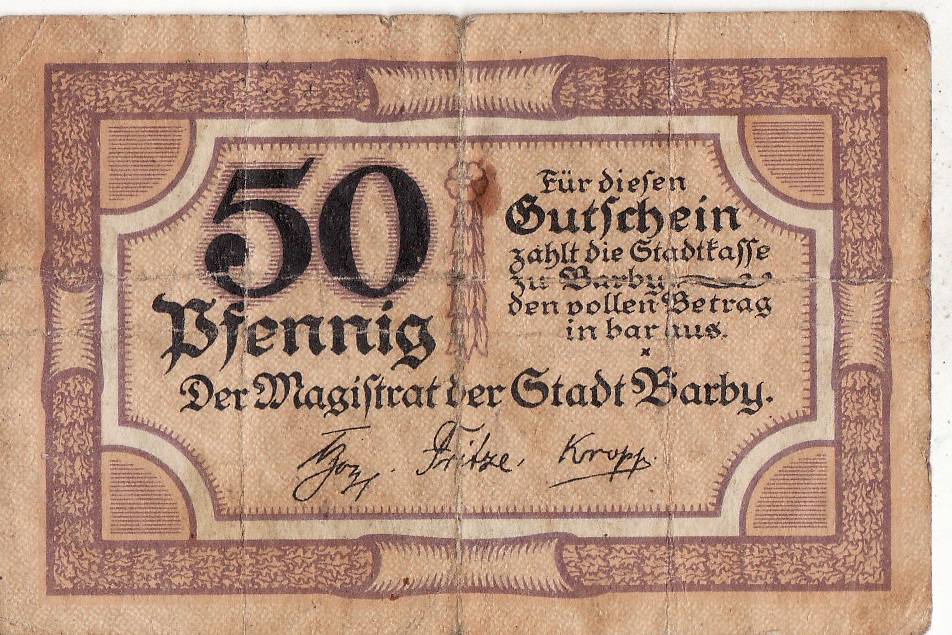 50
Pfennig
Für diesen
Gutschein
zahlt die Stadtkasse
zu Barby
den vollen Betrag
in bar aus.
Der Magistrat der Stadt Barby.
Fritze. Kropp.